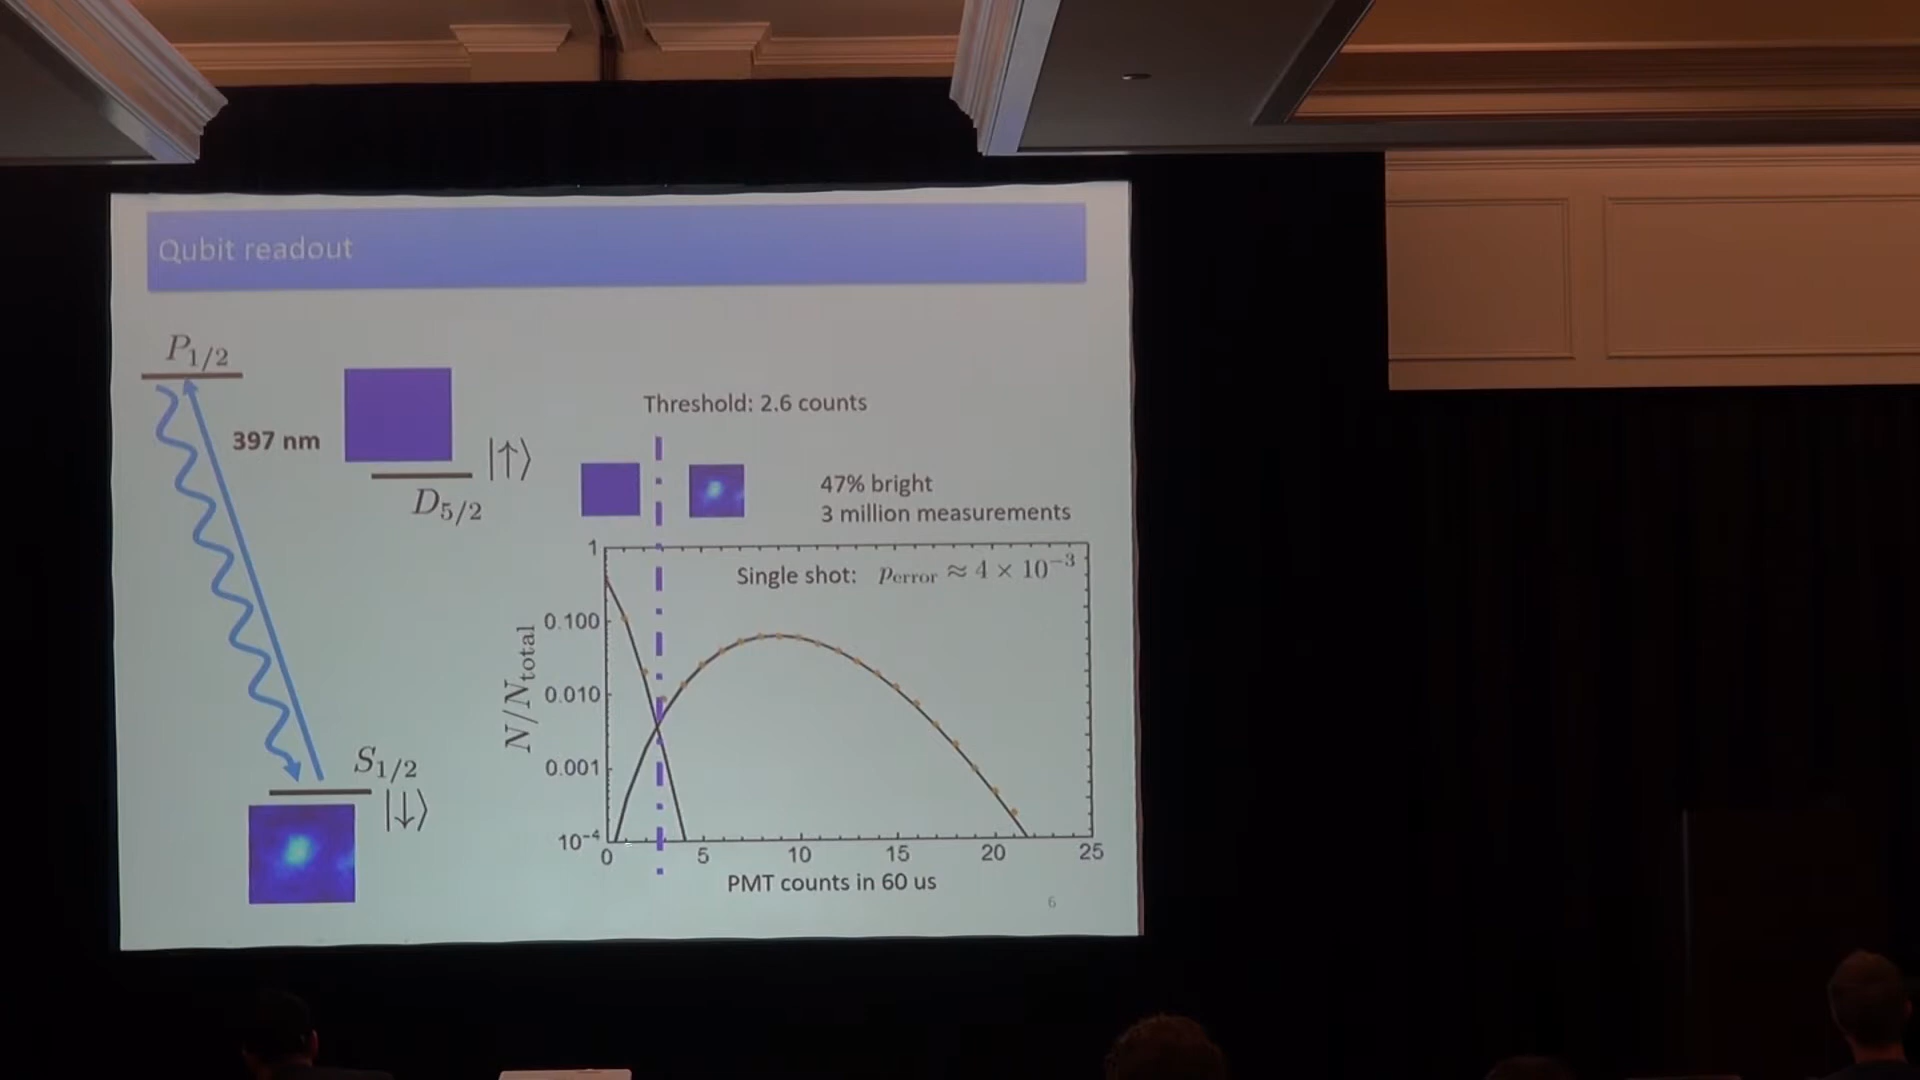 Qubit readout
P1/2
397 nm
|↑⟩
D5/2
S1/2
|↓⟩
Threshold: 2.6 counts
47% bright
3 million measurements
Single shot: perror ≈ 4 × 10−3
N/Ntotal
1
0.100
0.010
0.001
10−4
0 5 10 15 20 25
PMT counts in 60 us
6